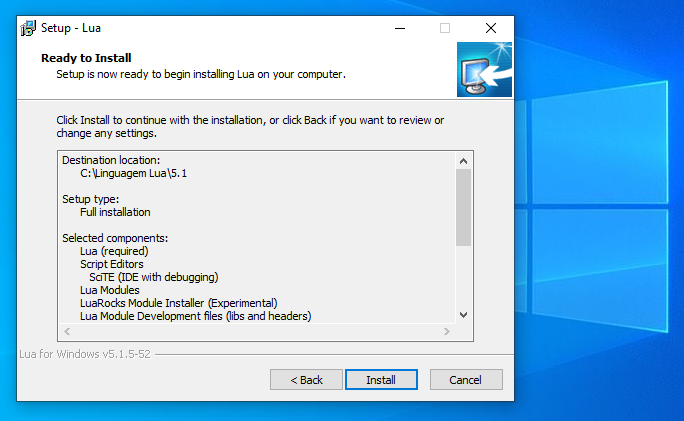 Setup - Lua
Ready to Install
Setup is now ready to begin installing Lua on your computer.
Click Install to continue with the installation, or click Back if you want to review or
change any settings.
Destination location:
C:\Linguagem Lua\5.1
Setup type:
Full installation
Selected components:
Lua (required)
Script Editors
SciTE (IDE with debugging)
Lua Modules
LuaRocks Module Installer (Experimental)
Lua Module Development files (libs and headers)
Lua for Windows v5.1.5-52
< Back
Install
Cancel